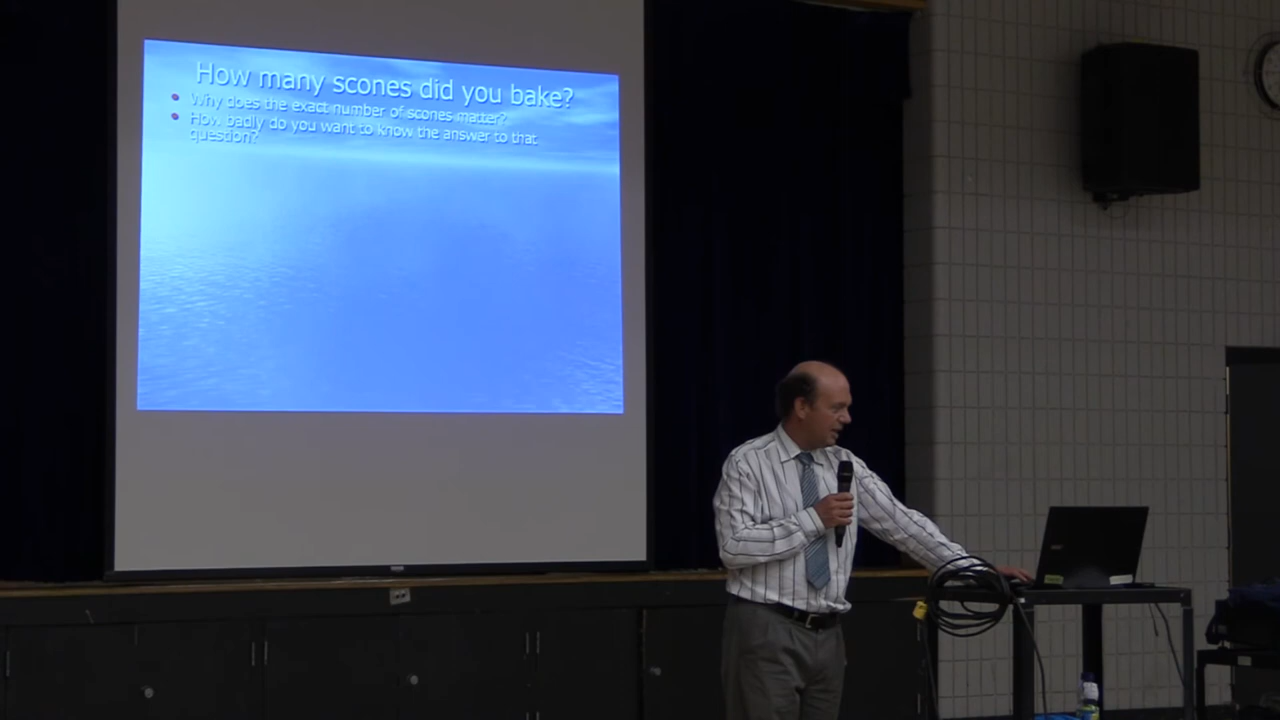 How many scones did you bake?
Why does the exact number of scones matter?
How badly do you want to know the answer to that
question?